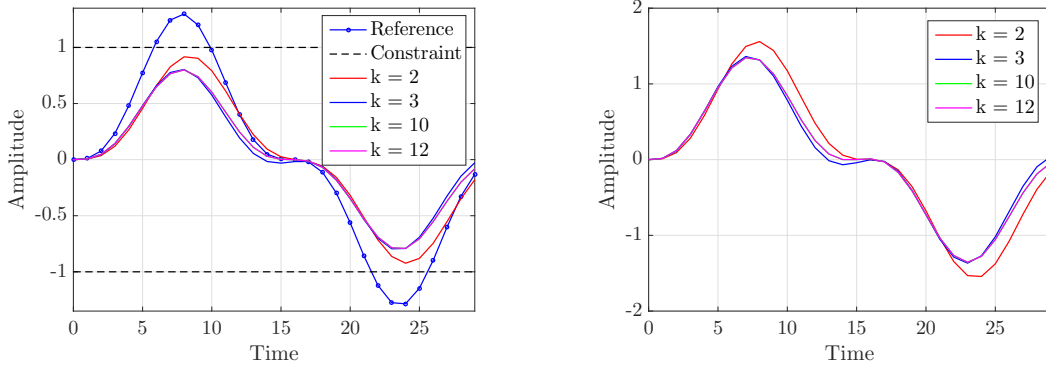 Reference
Constraint
k = 2
k = 3
k = 10
k = 12
1
0.5
0
-0.5
-1
0 5 10 15 20 25
Amplitude
Time
k = 2
k = 3
k = 10
k = 12
2
1
0
-1
-2
0 5 10 15 20 25
Amplitude
Time